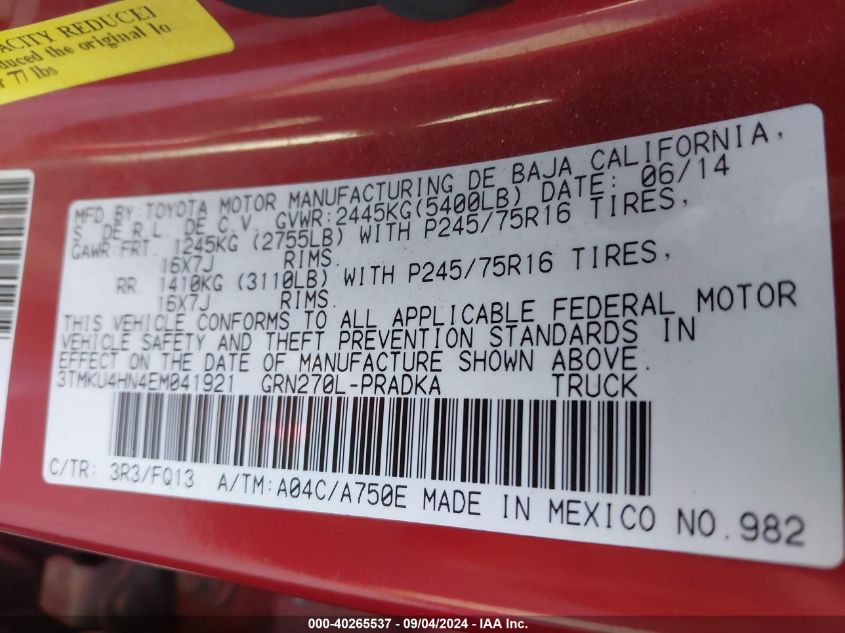 ACITY REDUCE
duced the original lo
r 77 lbs
MFD BY:TOYOTA MOTOR MANUFACTURING DE BAJA CALIFORNIA,
S. DE R.L. DE C.V. GVWR:2445KG(5400LB) DATE: 06/14
GAWR FRT. 1245KG (2755LB) WITH P245/75R16 TIRES,
16X7J RIMS.
RR. 1410KG (3110LB) WITH P245/75R16 TIRES,
16X7J RIMS.
THIS VEHICLE CONFORMS TO ALL APPLICABLE FEDERAL MOTOR
VEHICLE SAFETY AND THEFT PREVENTION STANDARDS IN
EFFECT ON THE DATE OF MANUFACTURE SHOWN ABOVE.
3TMKU4HN4EM041921 GRN270L-PRADKA TRUCK
C/TR: 3R3/FQ13 A/TM:A04C/A750E MADE IN MEXICO NO.982
000-40265537 - 09/04/2024 - IAA Inc.